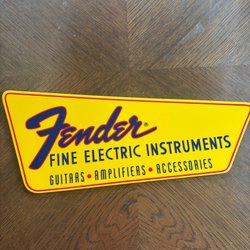 Fender®
FINE ELECTRIC INSTRUMENTS
GUITARS • AMPLIFIERS • ACCESSORIES